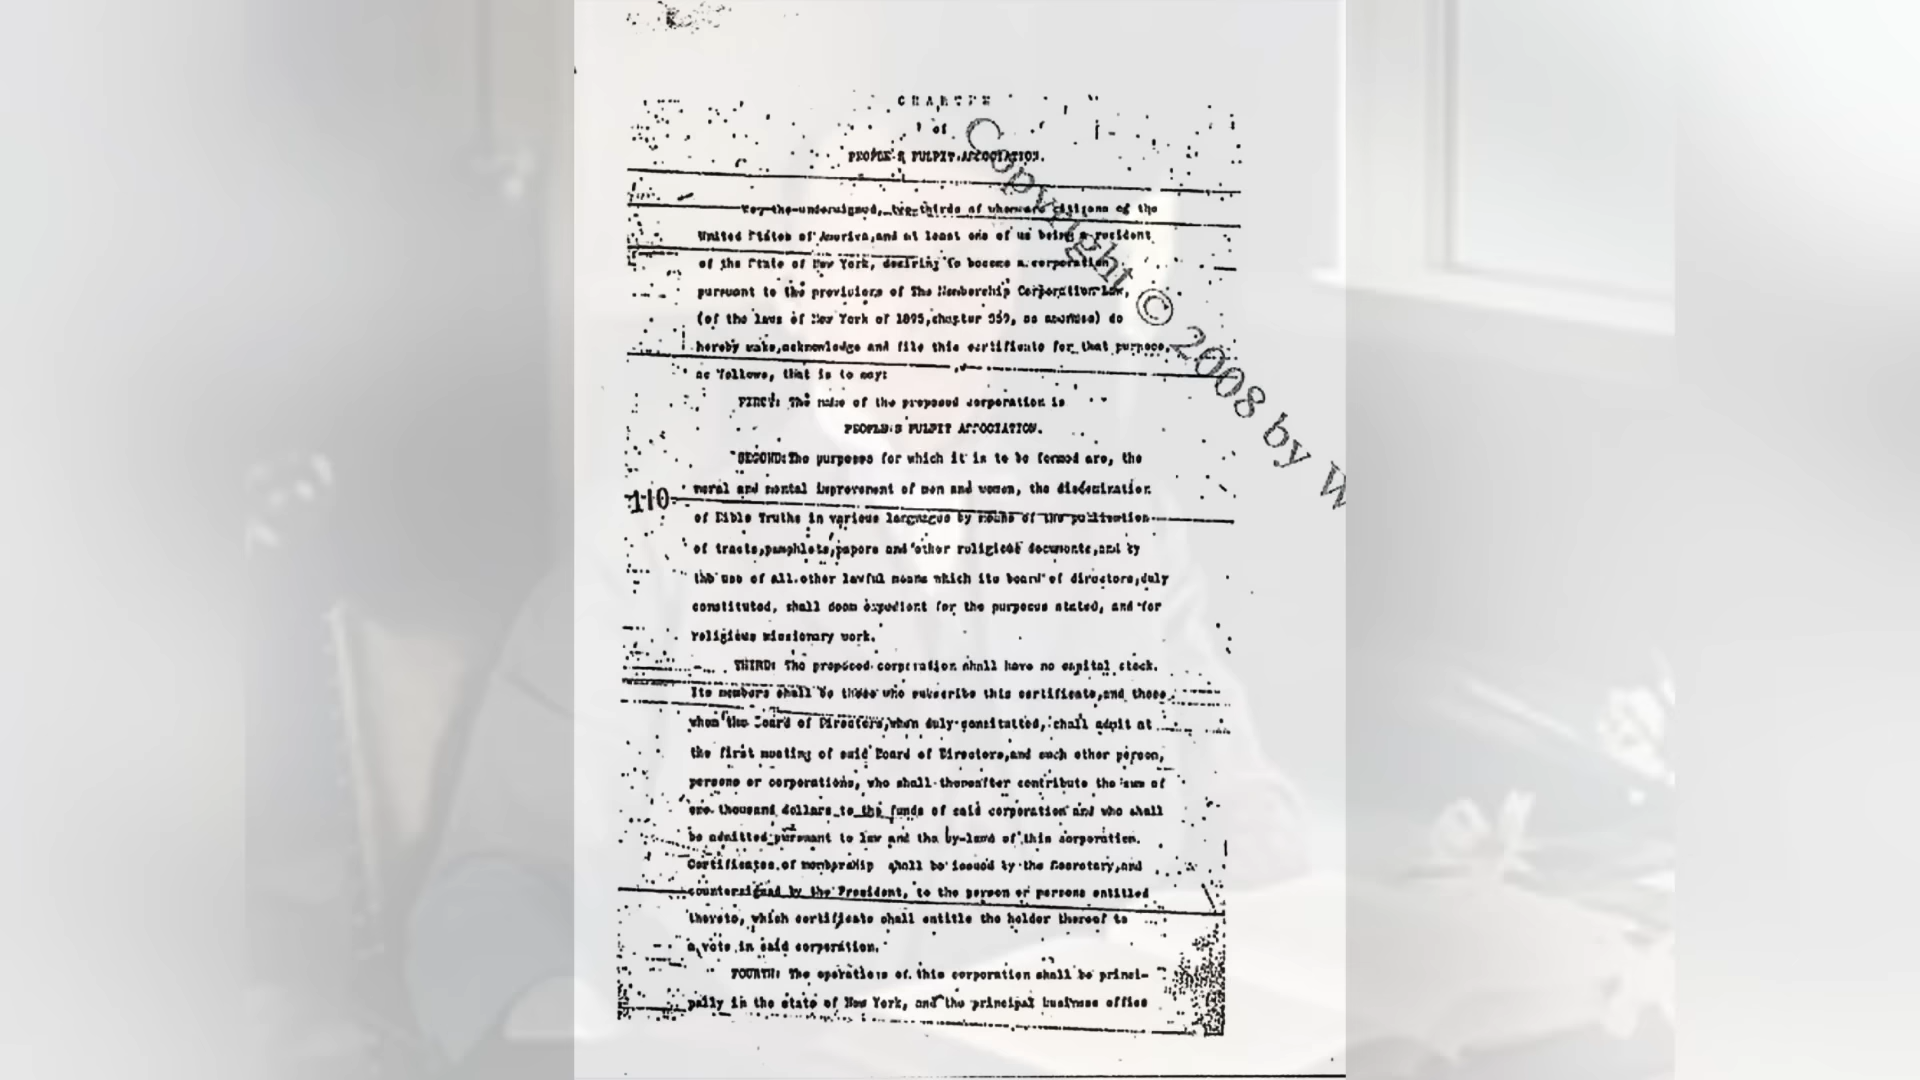 CHARTER
of
PEOPLE'S PULPIT ASSOCIATION.
We, the undersigned, two-thirds of whom are citizens of the
United States of America, and at least one of us being a resident
of the State of New York, desiring to become a corporation
pursuant to the provisions of The Membership Corporation Law,
(of the laws of New York of 1895, chapter 559, as amended) do
hereby make, acknowledge and file this certificate for that purpose,
as follows, that is to say:
FIRST: The name of the proposed corporation is
PEOPLE'S PULPIT ASSOCIATION.
SECOND: The purposes for which it is to be formed are, the
moral and mental improvement of men and women, the dissemination
110
of Bible Truths in various languages by means of the publication
of tracts, pamphlets, papers and other religious documents, and by
the use of all other lawful means which its board of directors, duly
constituted, shall deem expedient for the purposes stated, and for
religious missionary work.
THIRD: The proposed corporation shall have no capital stock.
Its members shall be those who subscribe this certificate, and those
whom the Board of Directors, when duly constituted, shall admit at
the first meeting of said Board of Directors, and such other person,
persons or corporations, who shall thereafter contribute the sum of
one thousand dollars to the funds of said corporation and who shall
be admitted pursuant to law and the by-laws of this corporation.
Certificates of membership shall be issued by the Secretary, and
countersigned by the President, to the person or persons entitled
thereto, which certificate shall entitle the holder thereof to
a vote in said corporation.
FOURTH: The operations of this corporation shall be princi-
pally in the state of New York, and the principal business office
Copyright © 2008 by W